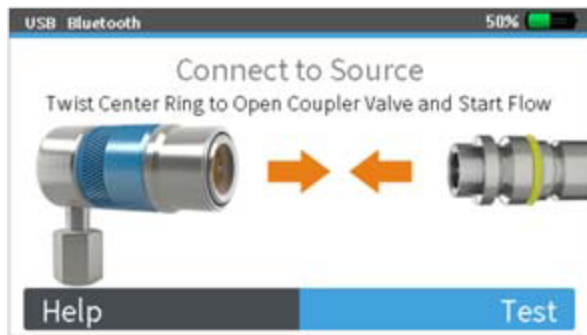 USB Bluetooth 50%
Connect to Source
Twist Center Ring to Open Coupler Valve and Start Flow
Help Test